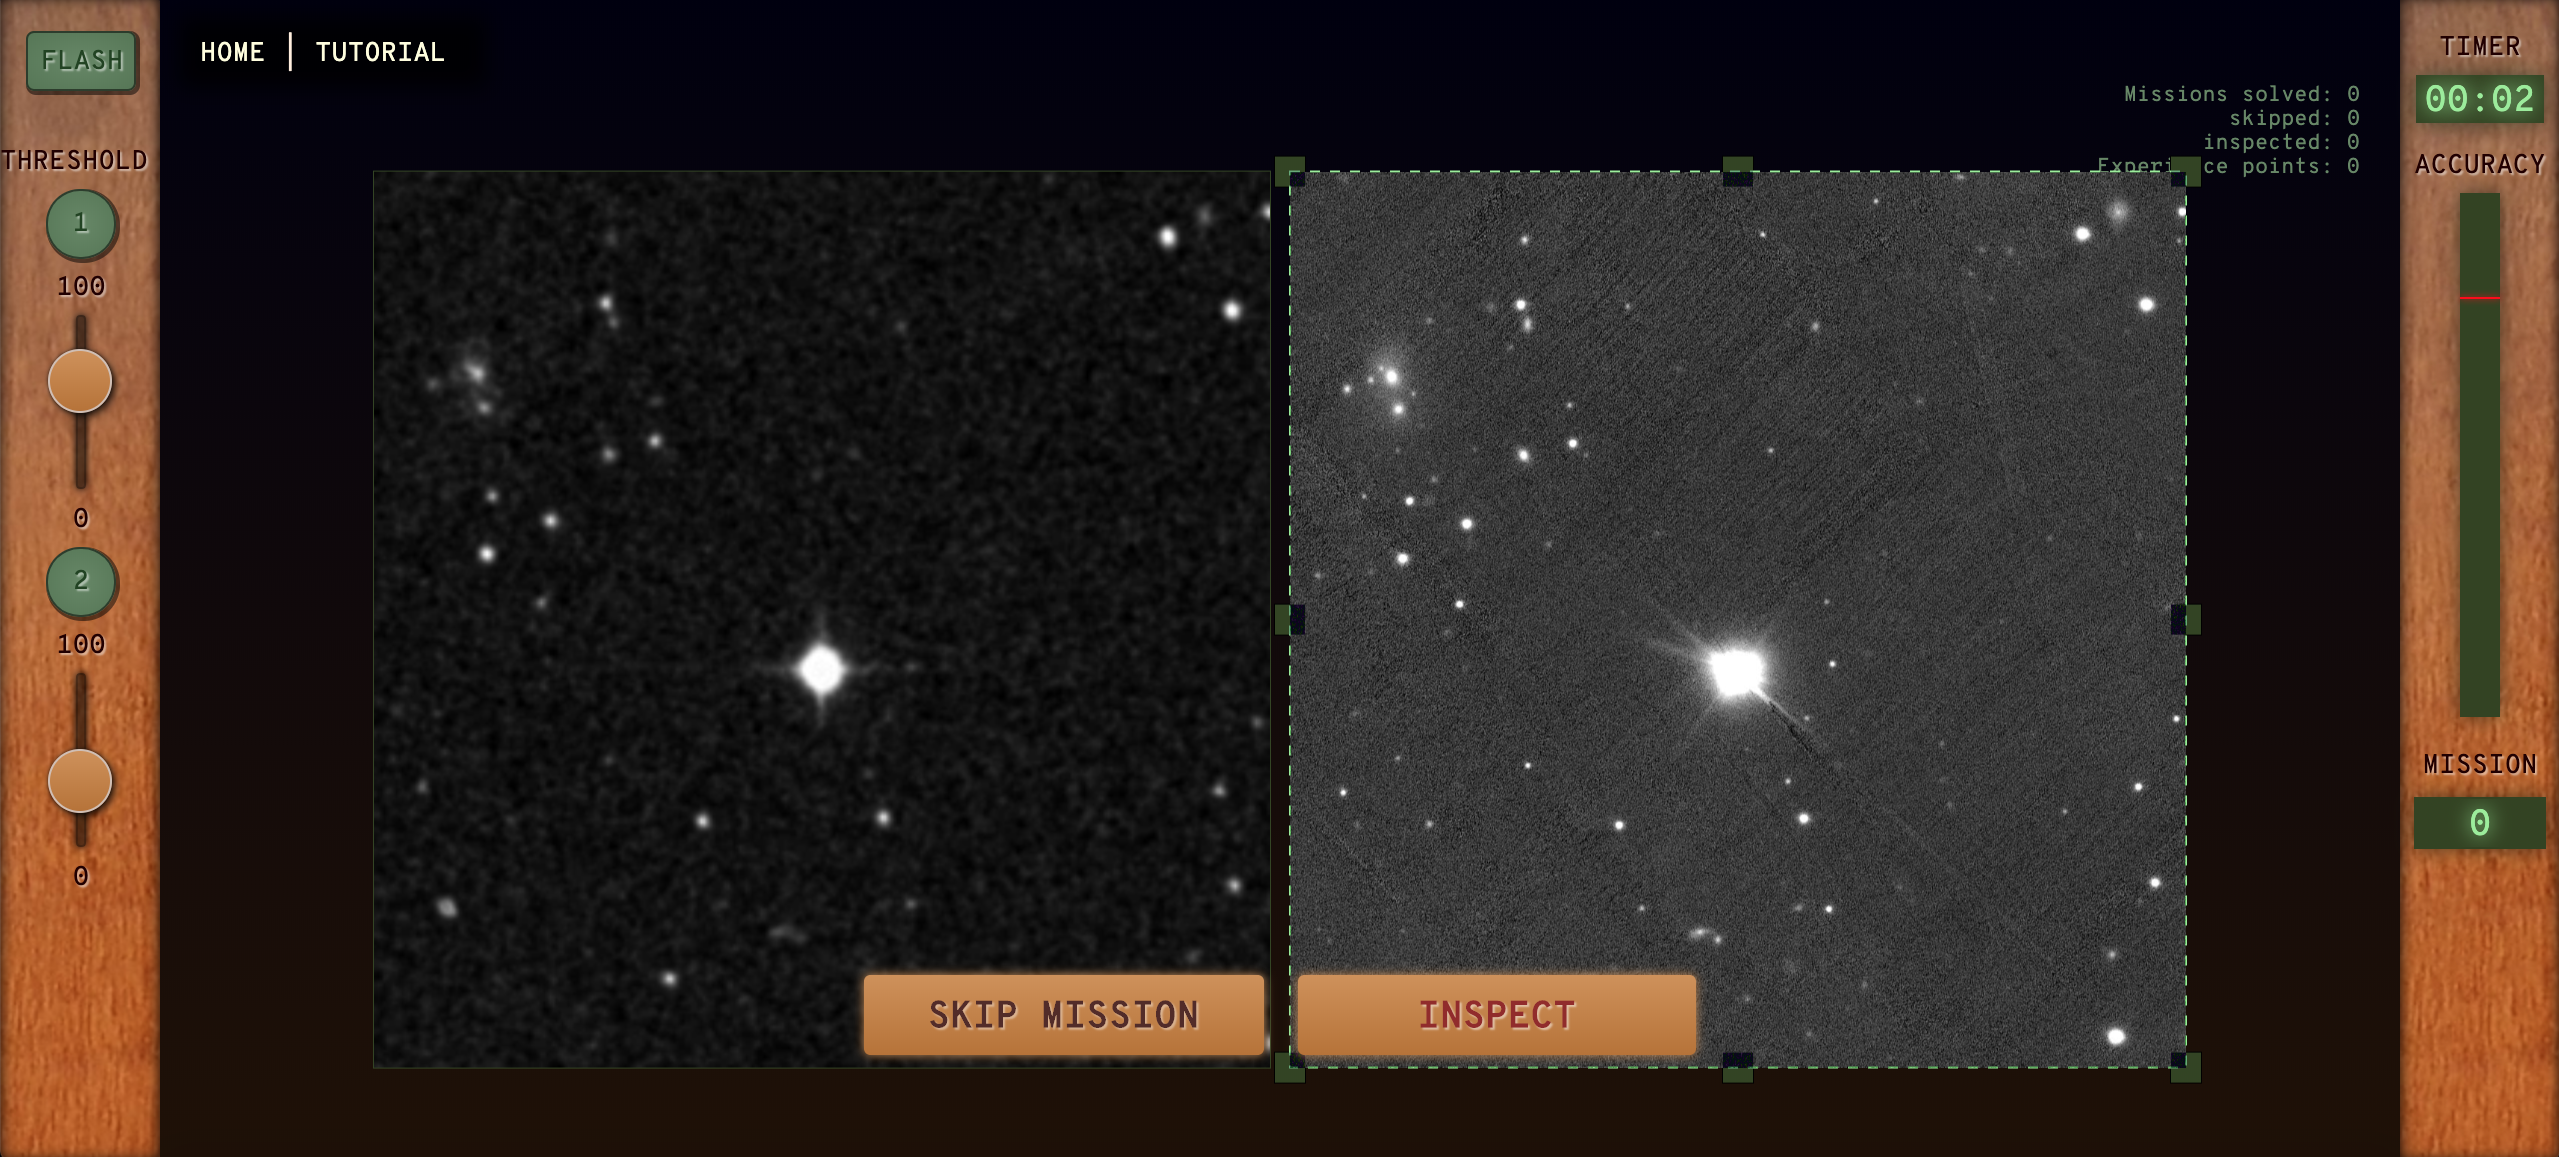 FLASH
HOME | TUTORIAL
THRESHOLD
1
100
0
2
100
0
Missions solved: 0
skipped: 0
inspected: 0
Experi ce points: 0
SKIP MISSION
INSPECT
TIMER
00:02
ACCURACY
MISSION
0